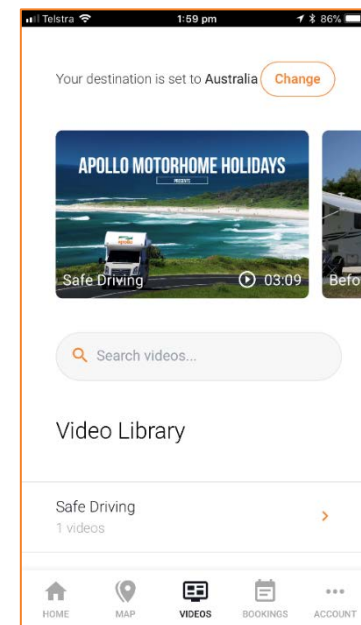 Telstra 1:59 pm 86%
Your destination is set to Australia Change
APOLLO MOTORHOME HOLIDAYS
PRESENTS
apollo
Safe Driving 03:09 Befo
Search videos...
Video Library
Safe Driving
1 videos
HOME MAP VIDEOS BOOKINGS ACCOUNT